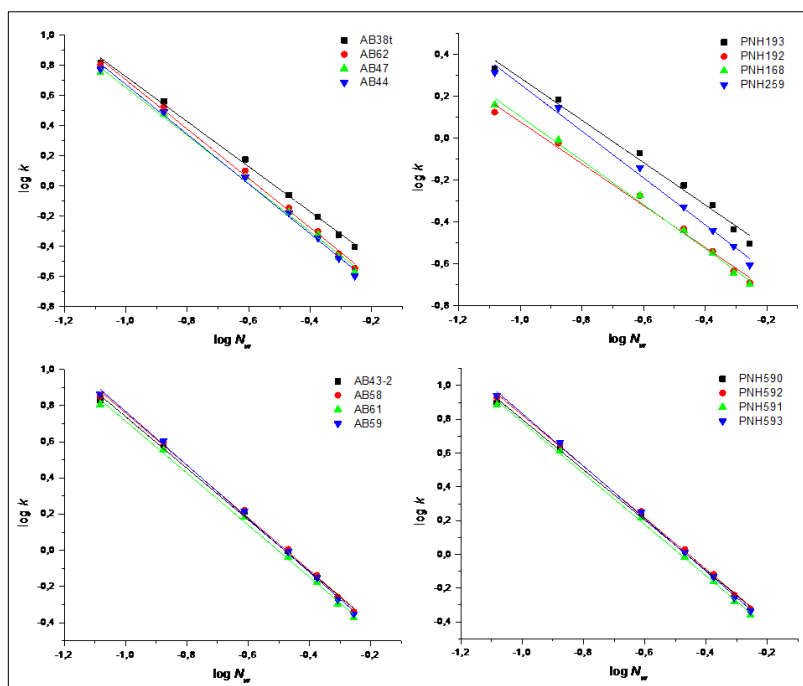 AB38t
AB62
AB47
AB44
1,0
0,8
0,6
0,4
0,2
0,0
-0,2
-0,4
-0,6
0,8
log k
-1,2
-1,0
-0,8
-0,6
-0,4
-0,2
log Nw
PNH193
PNH192
PNH168
PNH259
0,6
0,4
0,2
0,0
-0,2
-0,4
-0,6
-0,8
log k
-1,2
-1,0
-0,8
-0,6
-0,4
-0,2
log Nw
AB43-2
AB58
AB61
AB59
1,0
0,8
0,6
0,4
0,2
0,0
-0,2
-0,4
log k
-1,2
-1,0
-0,8
-0,6
-0,4
-0,2
log Nw
PNH590
PNH592
PNH591
PNH593
1,0
0,8
0,6
0,4
0,2
0,0
-0,2
-0,4
log k
-1,2
-1,0
-0,8
-0,6
-0,4
-0,2
log Nw